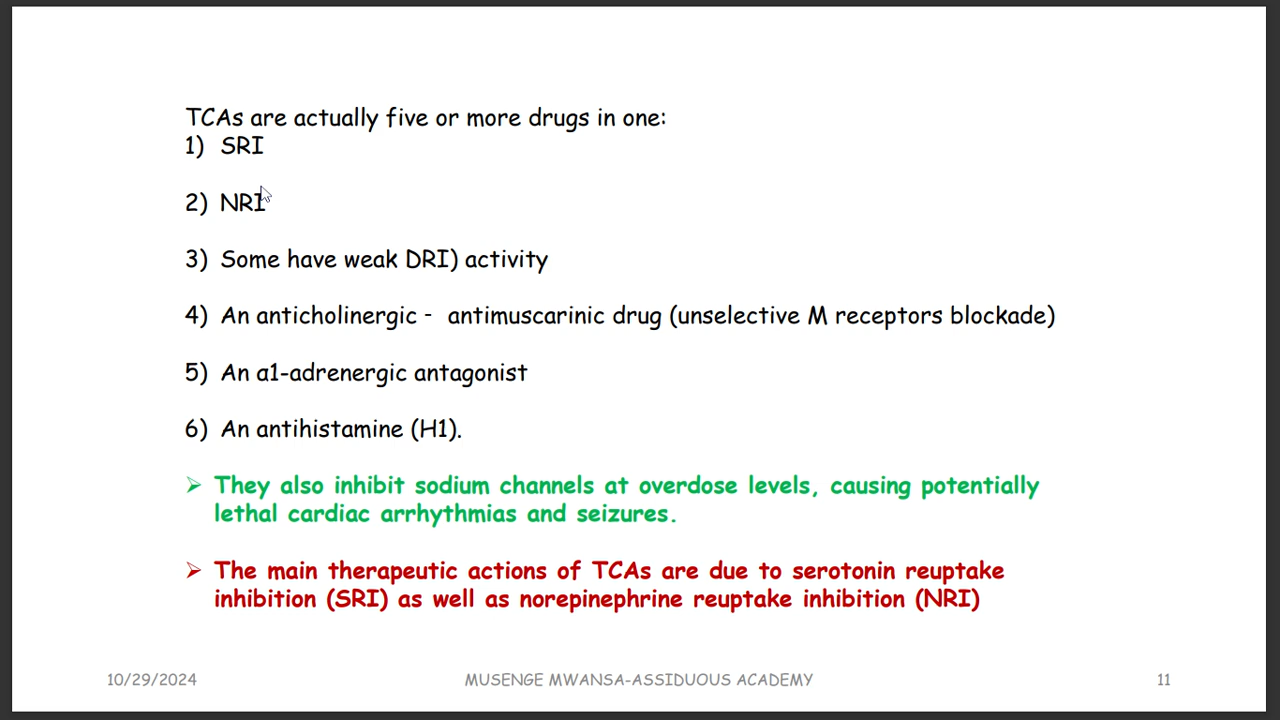 TCAs are actually five or more drugs in one:
1) SRI
2) NRI
3) Some have weak DRI) activity
4) An anticholinergic - antimuscarinic drug (unselective M receptors blockade)
5) An α1-adrenergic antagonist
6) An antihistamine (H1).
➢ They also inhibit sodium channels at overdose levels, causing potentially
lethal cardiac arrhythmias and seizures.
➢ The main therapeutic actions of TCAs are due to serotonin reuptake
inhibition (SRI) as well as norepinephrine reuptake inhibition (NRI)
10/29/2024 MUSENGE MWANSA-ASSIDUOUS ACADEMY 11